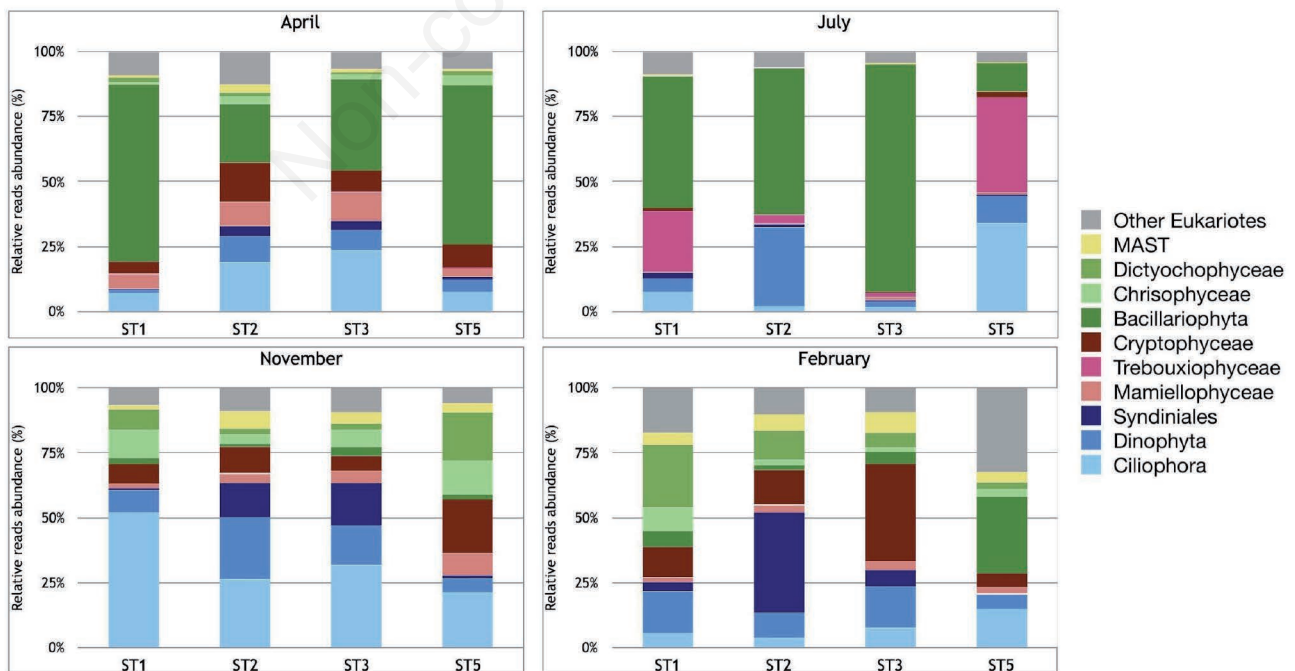 Non-co
April
July
Relative reads abundance (%)
100%
75%
50%
25%
0%
ST1 ST2 ST3 ST5
Relative reads abundance (%)
100%
75%
50%
25%
0%
ST1 ST2 ST3 ST5
November
February
Relative reads abundance (%)
100%
75%
50%
25%
0%
ST1 ST2 ST3 ST5
Relative reads abundance (%)
100%
75%
50%
25%
0%
ST1 ST2 ST3 ST5
Other Eukariotes
MAST
Dictyochophyceae
Chrisophyceae
Bacillariophyta
Cryptophyceae
Trebouxiophyceae
Mamiellophyceae
Syndiniales
Dinophyta
Ciliophora